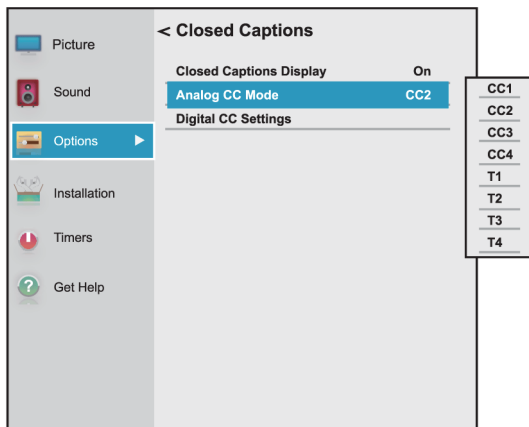 Picture
Sound
Options
Installation
Timers
Get Help
< Closed Captions
Closed Captions Display On
Analog CC Mode CC2
Digital CC Settings
CC1
CC2
CC3
CC4
T1
T2
T3
T4